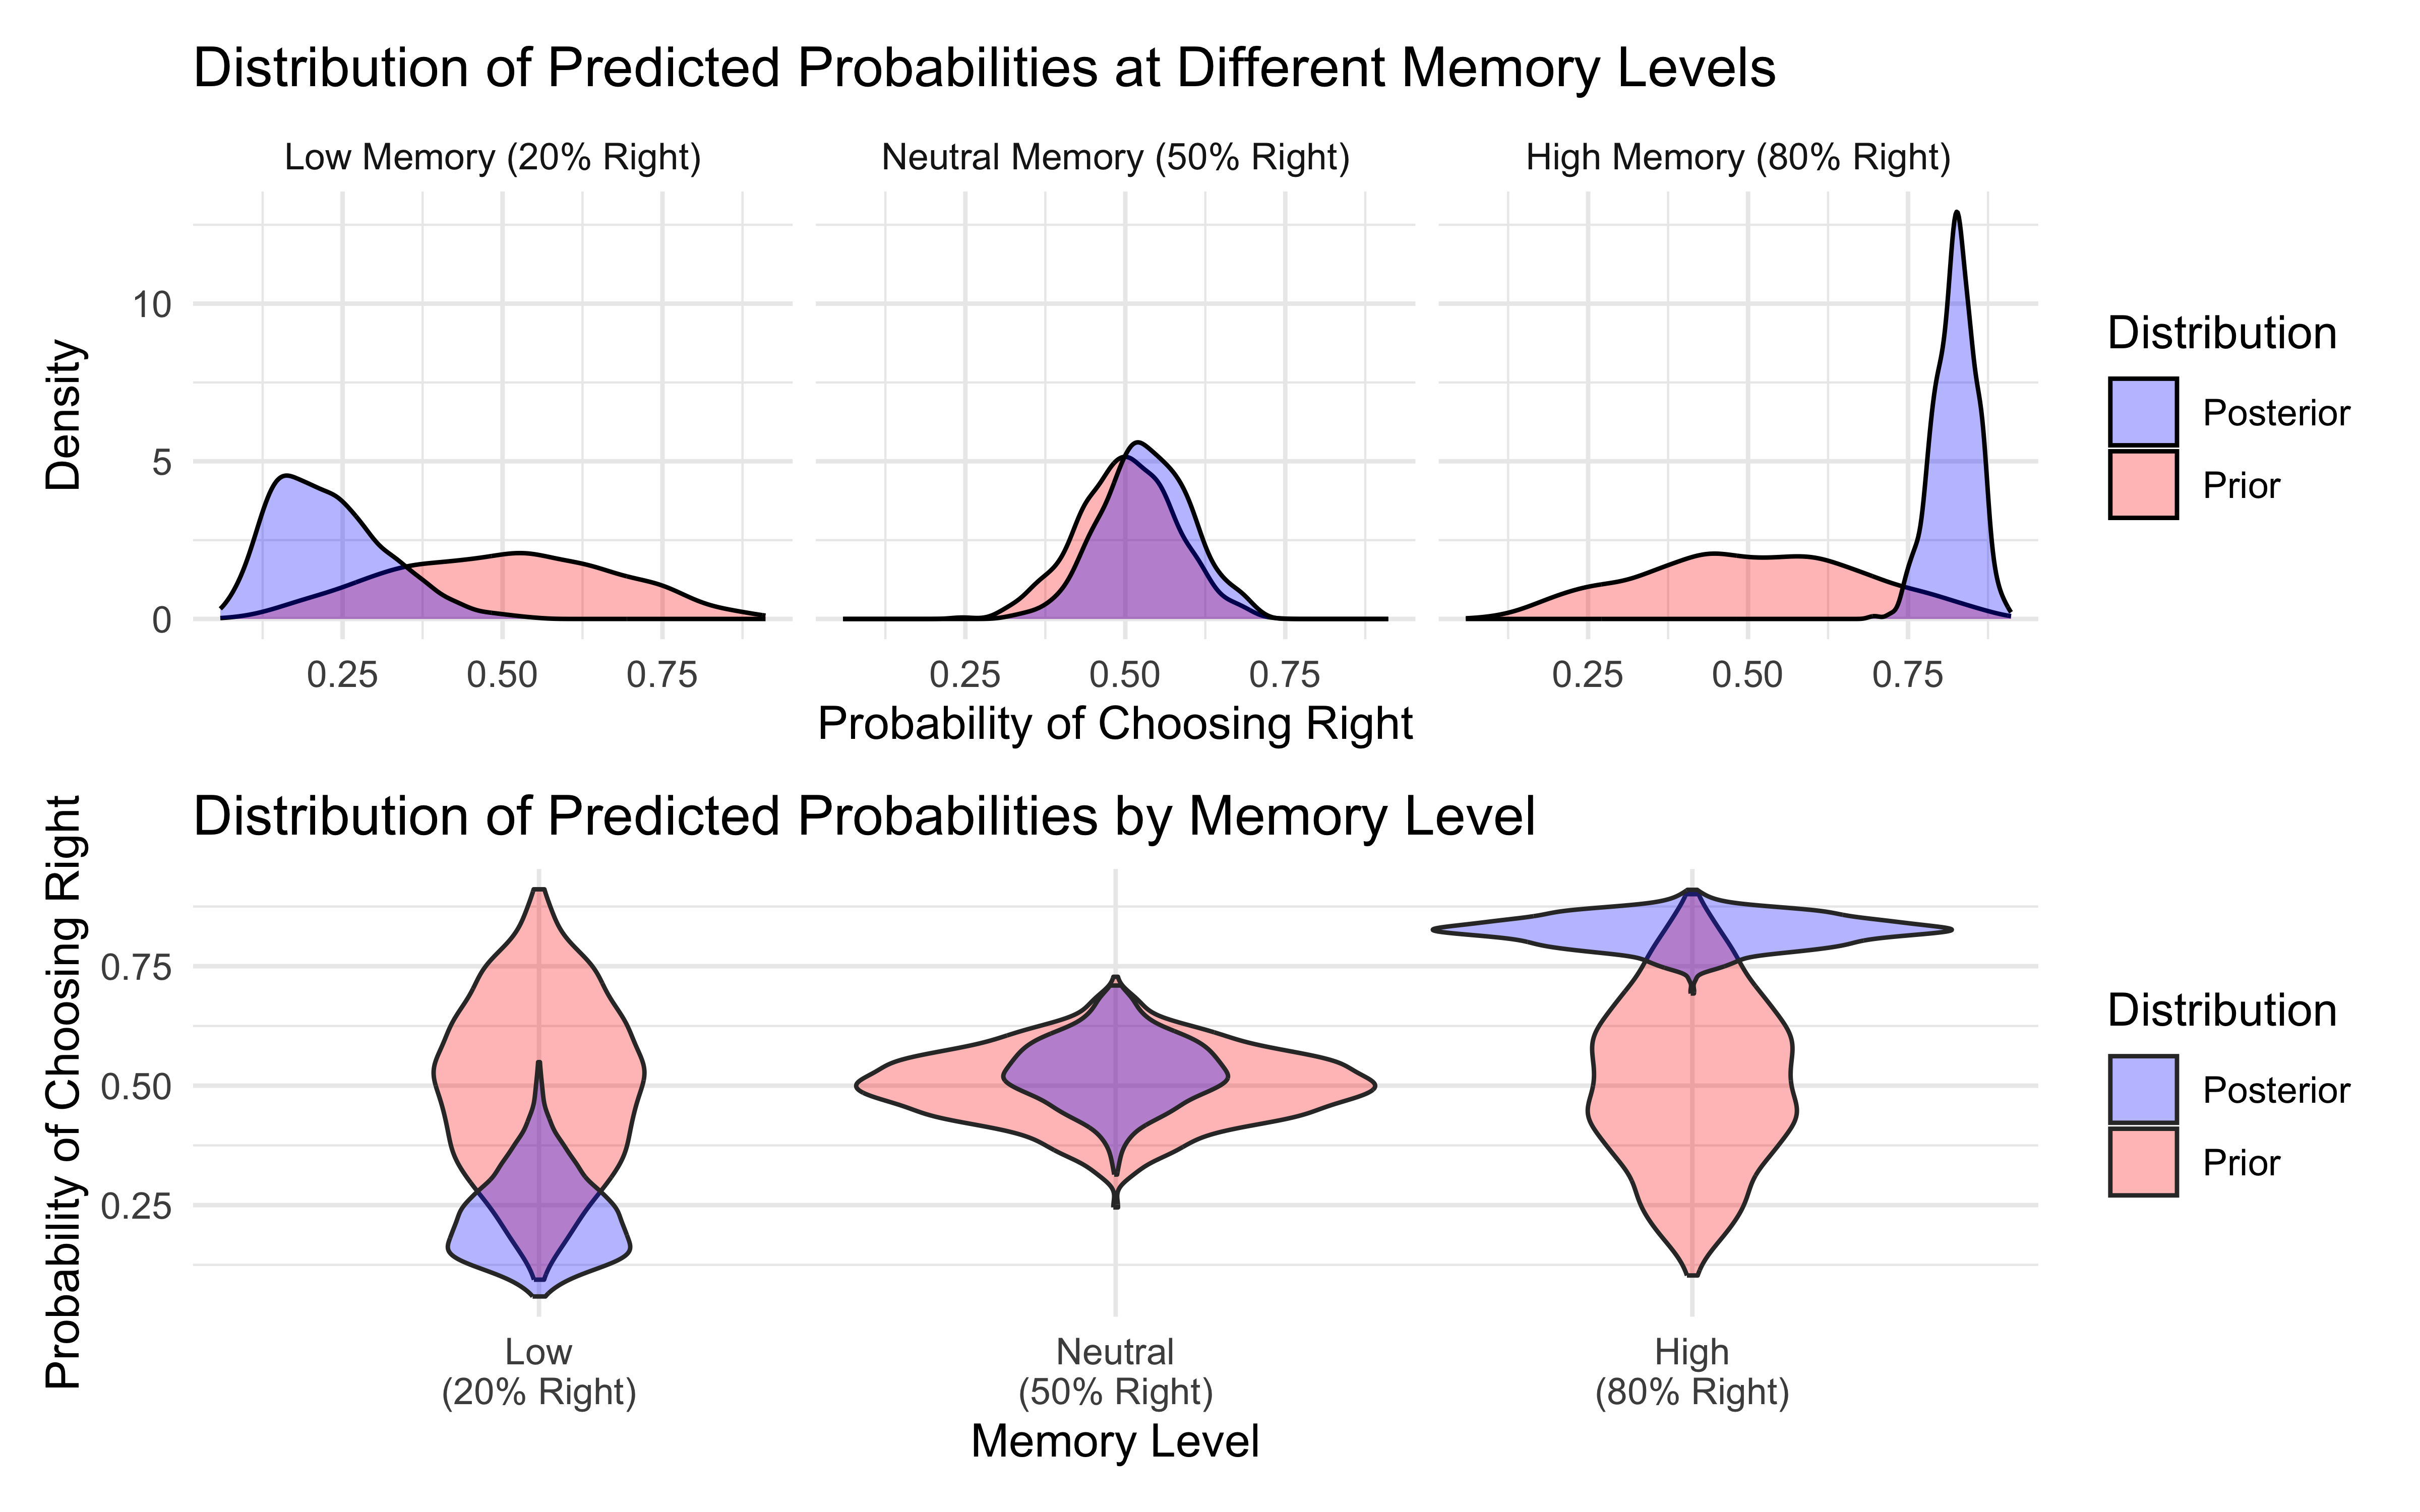 Distribution of Predicted Probabilities at Different Memory Levels
Low Memory (20% Right)
Neutral Memory (50% Right)
High Memory (80% Right)
Density
10
5
0
0.25
0.50
0.75
0.25
0.50
0.75
0.25
0.50
0.75
Probability of Choosing Right
Distribution
Posterior
Prior
Distribution of Predicted Probabilities by Memory Level
Probability of Choosing Right
0.75
0.50
0.25
Low
(20% Right)
Neutral
(50% Right)
High
(80% Right)
Memory Level
Distribution
Posterior
Prior